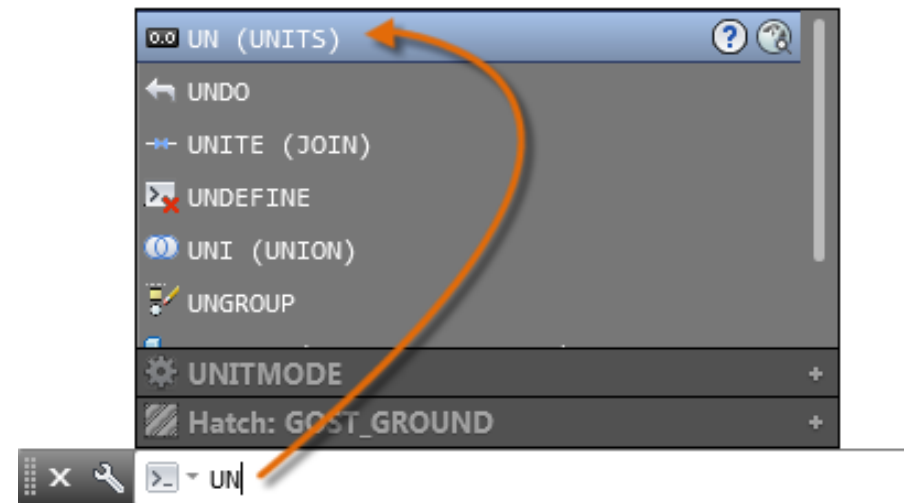 0.0 UN (UNITS)
UNDO
UNITE (JOIN)
UNDEFINE
UNI (UNION)
UNGROUP
UNITMODE
Hatch: GOST_GROUND
UN